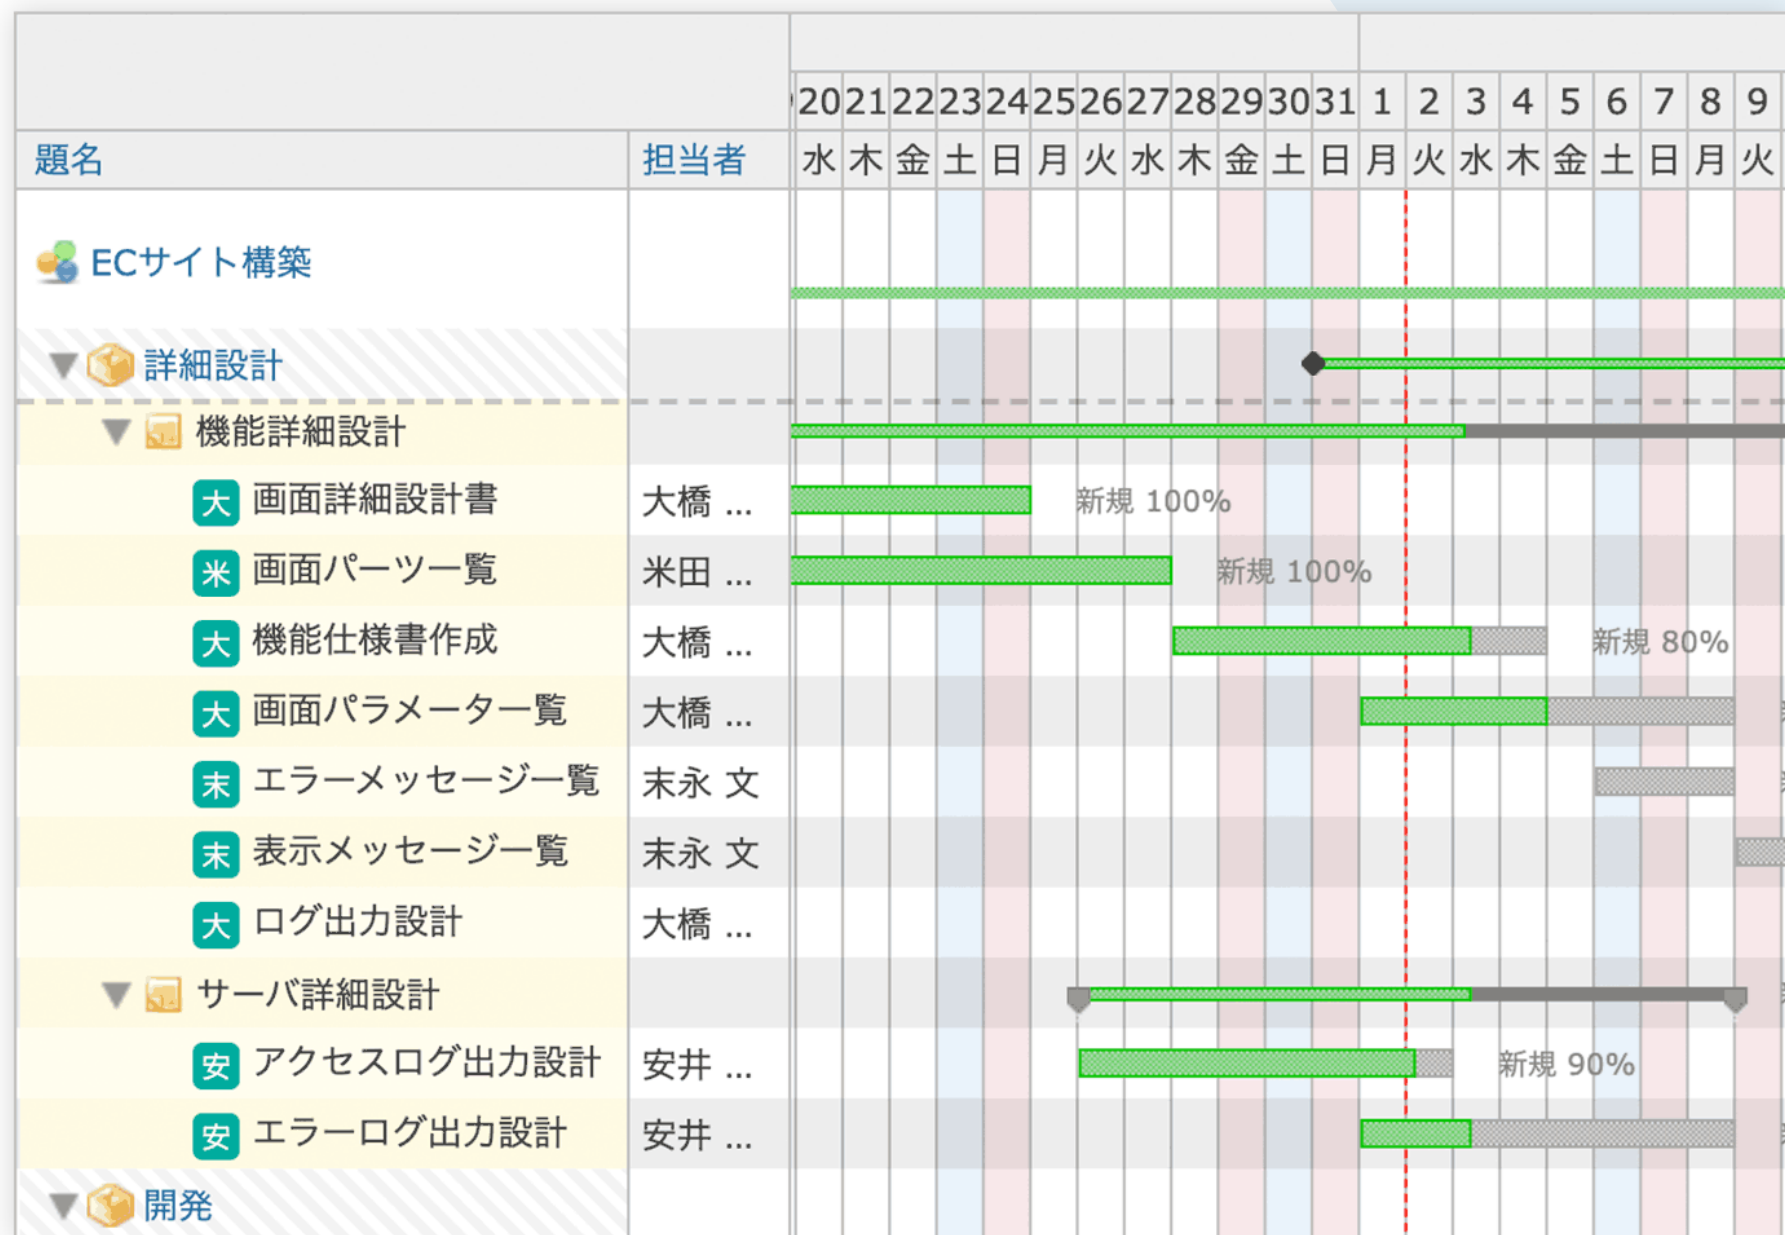 20 21 22 23 24 25 26 27 28 29 30 31 1 2 3 4 5 6 7 8 9
題名 担当者 水 木 金 土 日 月 火 水 木 金 土 日 月 火 水 木 金 土 日 月 火
ECサイト構築
詳細設計
機能詳細設計
大 画面詳細設計書 大橋 ... 新規 100%
米 画面パーツ一覧 米田 ... 新規 100%
大 機能仕様書作成 大橋 ... 新規 80%
大 画面パラメーター覧 大橋 ...
末 エラーメッセージ一覧 末永 文
末 表示メッセージ一覧 末永 文
大 ログ出力設計 大橋 ...
サーバ詳細設計
安 アクセスログ出力設計 安井 ... 新規 90%
安 エラーログ出力設計 安井 ...
開発